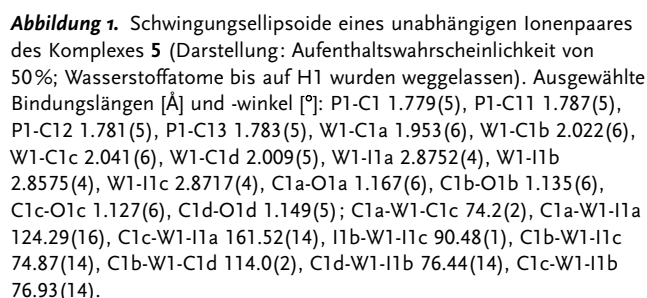 Abbildung 1. Schwingungsellipsoide eines unabhängigen Ionenpaares
des Komplexes 5 (Darstellung: Aufenthaltswahrscheinlichkeit von
50%; Wasserstoffatome bis auf H1 wurden weggelassen). Ausgewählte
Bindungslängen [Å] und -winkel [°]: P1-C1 1.779(5), P1-C11 1.787(5),
P1-C12 1.781(5), P1-C13 1.783(5), W1-C1a 1.953(6), W1-C1b 2.022(6),
W1-C1c 2.041(6), W1-C1d 2.009(5), W1-I1a 2.8752(4), W1-I1b
2.8575(4), W1-I1c 2.8717(4), C1a-O1a 1.167(6), C1b-O1b 1.135(6),
C1c-O1c 1.127(6), C1d-O1d 1.149(5); C1a-W1-C1c 74.2(2), C1a-W1-I1a
124.29(16), C1c-W1-I1a 161.52(14), I1b-W1-I1c 90.48(1), C1b-W1-I1c
74.87(14), C1b-W1-C1d 114.0(2), C1d-W1-I1b 76.44(14), C1c-W1-I1b
76.93(14).